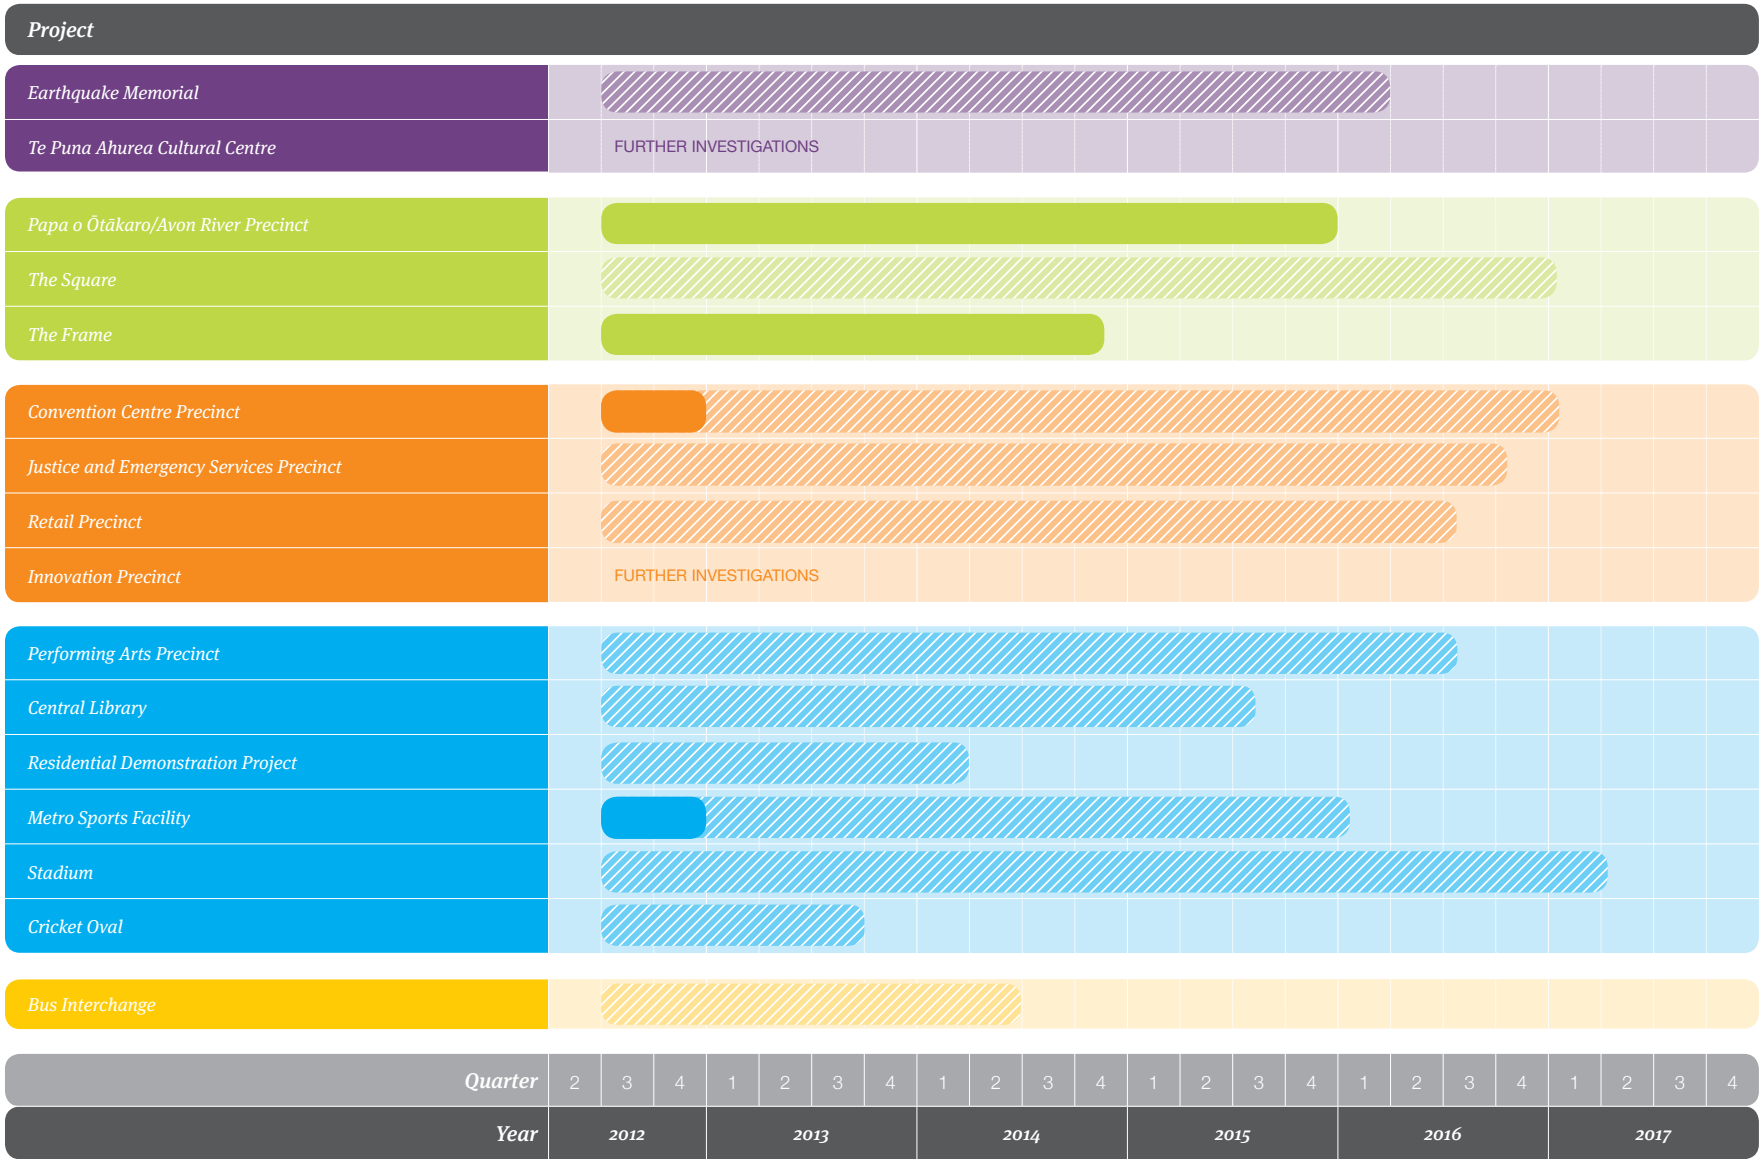 Project
Earthquake Memorial
Te Puna Ahurea Cultural Centre FURTHER INVESTIGATIONS
Papa o Ōtākaro/Avon River Precinct
The Square
The Frame
Convention Centre Precinct
Justice and Emergency Services Precinct
Retail Precinct
Innovation Precinct FURTHER INVESTIGATIONS
Performing Arts Precinct
Central Library
Residential Demonstration Project
Metro Sports Facility
Stadium
Cricket Oval
Bus Interchange
Quarter 2 3 4 1 2 3 4 1 2 3 4 1 2 3 4 1 2 3 4 1 2 3 4
Year 2012 2013 2014 2015 2016 2017